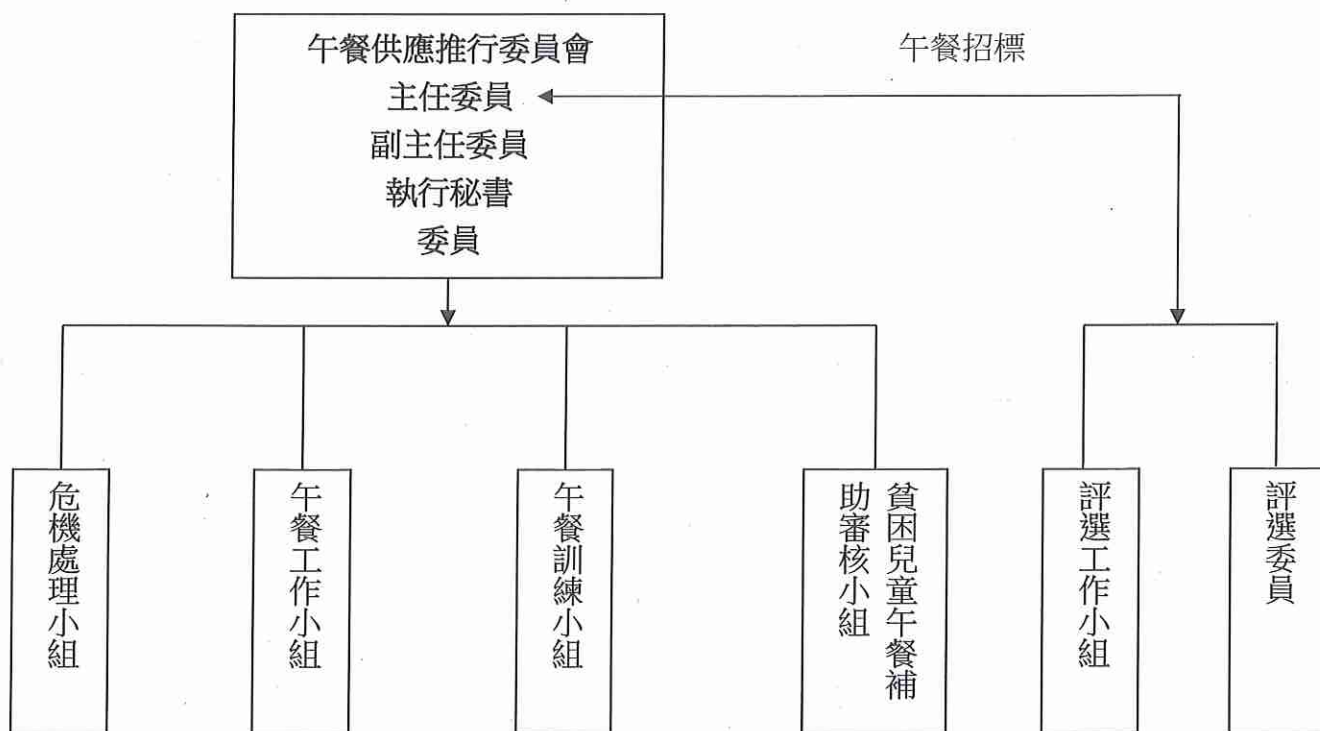 午餐供應推行委員會
午餐招標
主任委員
副主任委員
執行秘書
委員
危機處理小組
午餐工作小組
午餐訓練小組
貧困兒童午餐補
助審核小組
評選工作小組
評選委員